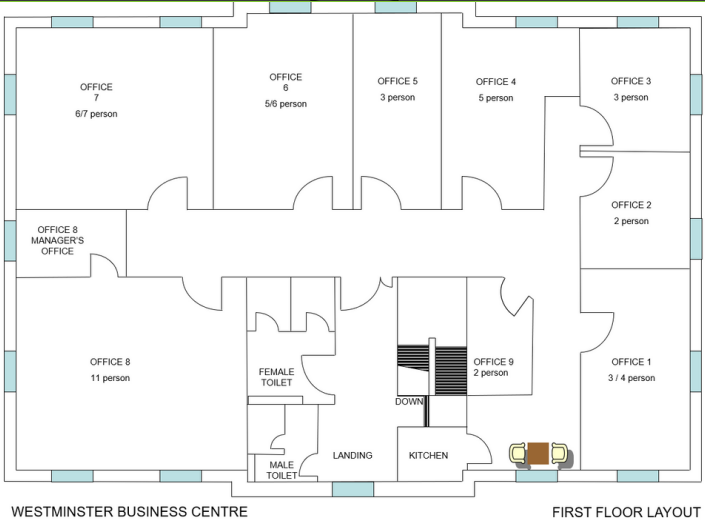 OFFICE
7
6/7 person
OFFICE
6
5/6 person
OFFICE 5
3 person
OFFICE 4
5 person
OFFICE 3
3 person
OFFICE 2
2 person
OFFICE 8
MANAGER'S
OFFICE
OFFICE 8
11 person
FEMALE
TOILET
MALE
TOILET
LANDING
DOWN
KITCHEN
OFFICE 9
2 person
OFFICE 1
3 / 4 person
WESTMINSTER BUSINESS CENTRE
FIRST FLOOR LAYOUT